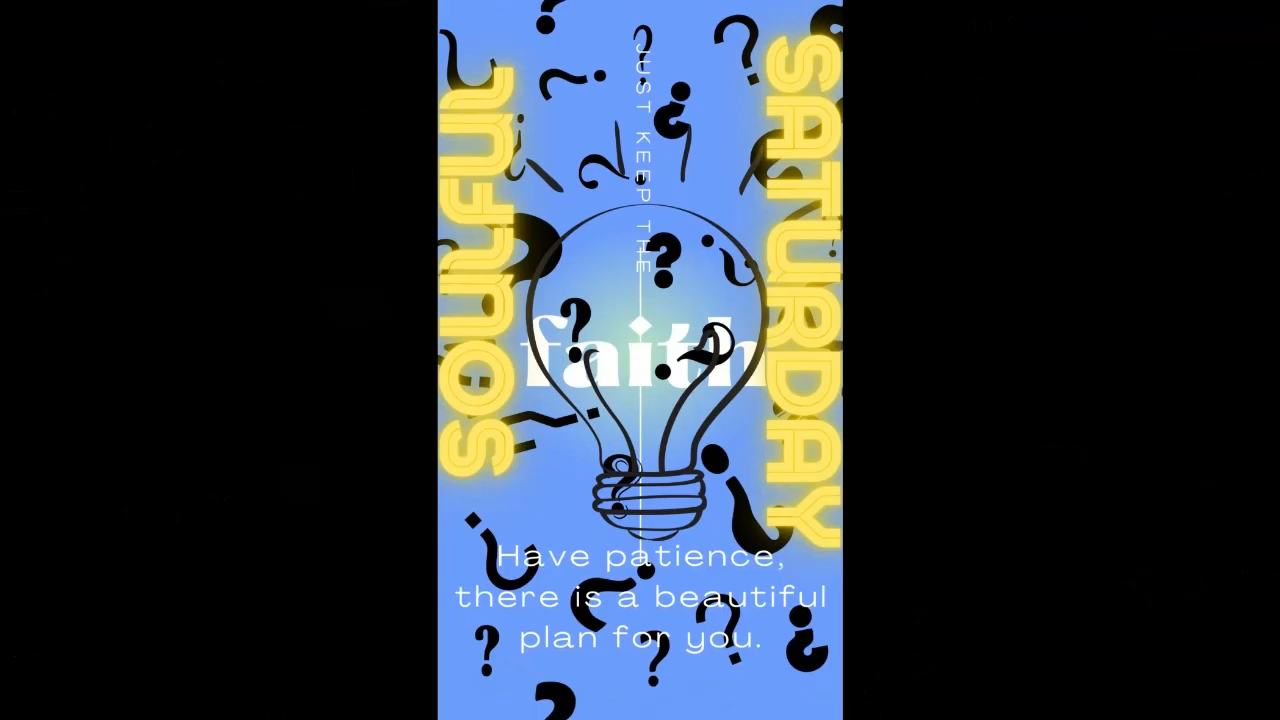 SOULFUL
SATURDAY
JUST KEEP THE
faith
Have patience,
there is a beautiful
plan for you.